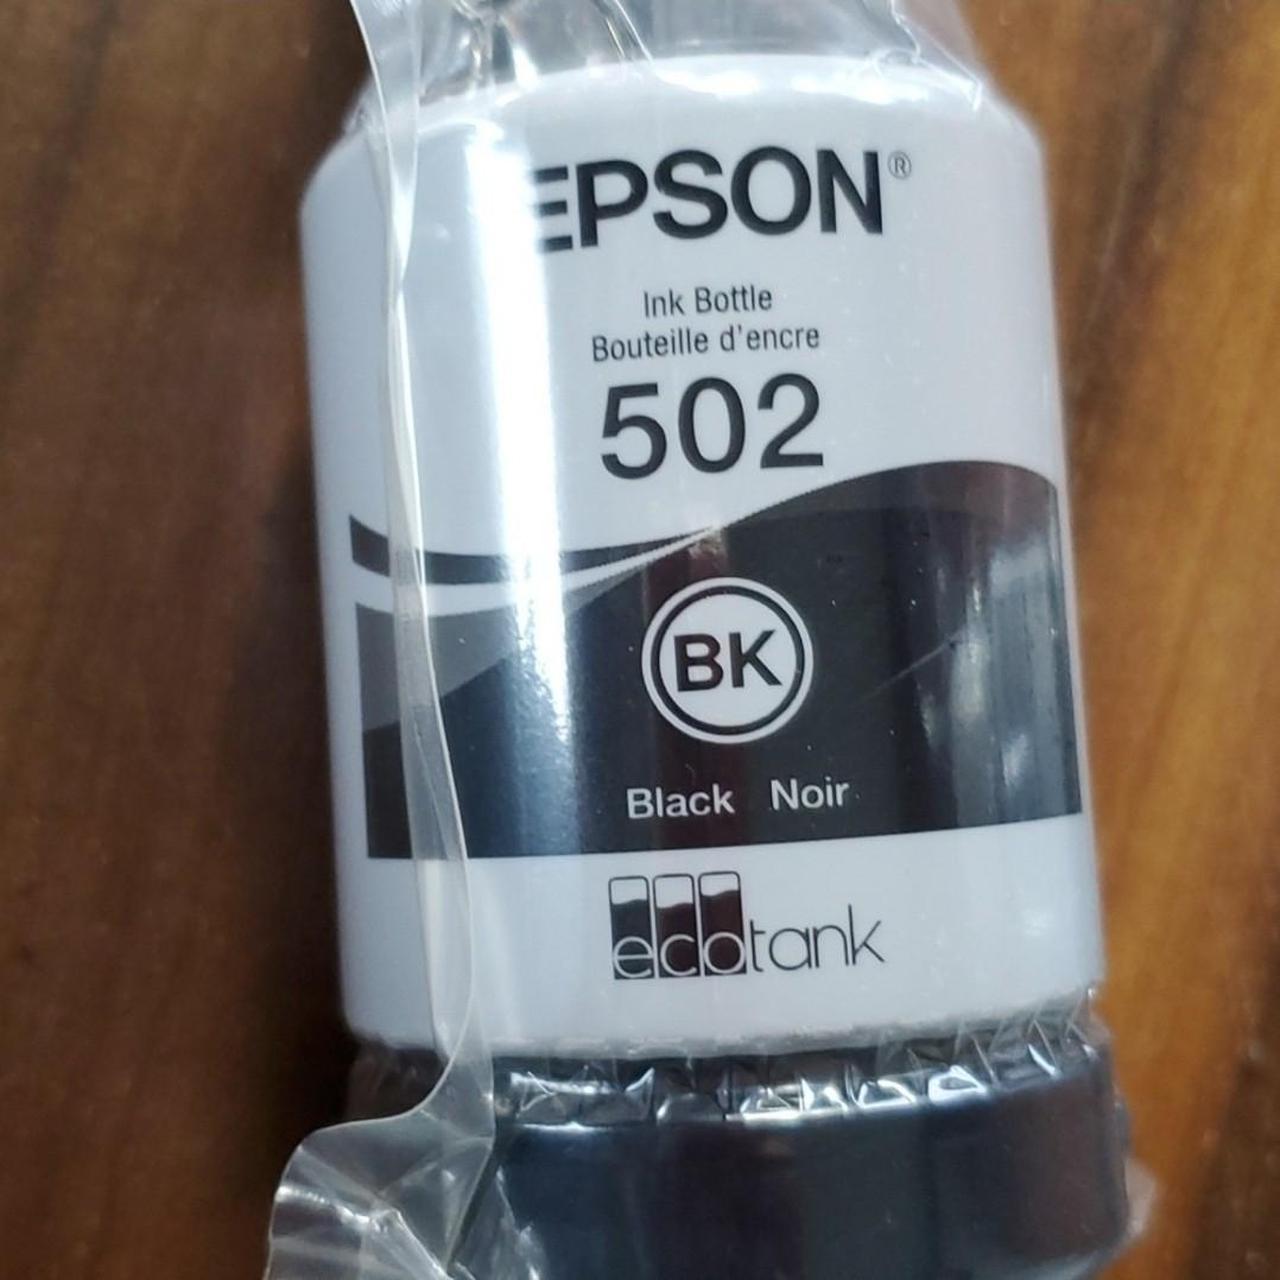 EPSON®
Ink Bottle
Bouteille d'encre
502
BK
Black Noir
ecotank